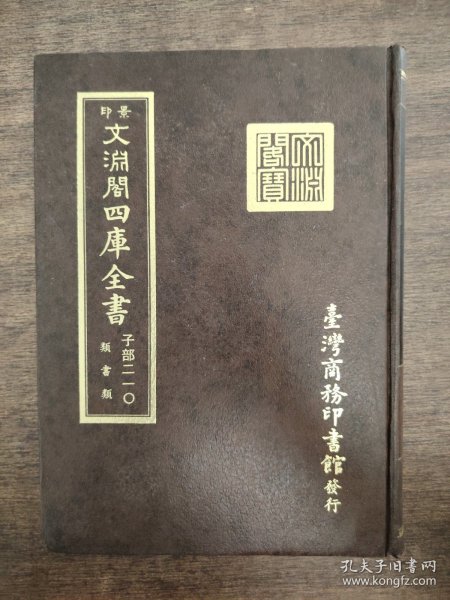 景印
文淵閣四庫全書
子部二一〇
類書類
文淵閣寶
臺灣商務印書館發行
孔夫子旧书网
www.kongfz.com